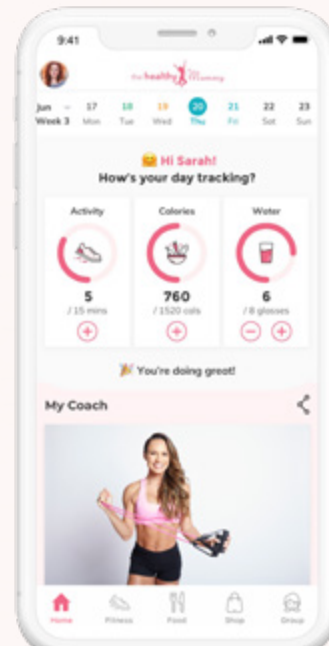 9:41
the healthy Mommy
Jun 17 18 19 20 21 22 23
Week 3 Mon Tue Wed Thu Fri Sat Sun
🤗 Hi Sarah!
How's your day tracking?
Activity Calories Water
5 760 6
/ 15 mins / 1520 cals / 8 glasses
🎉 You're doing great!
My Coach
Home Fitness Food Shop Group